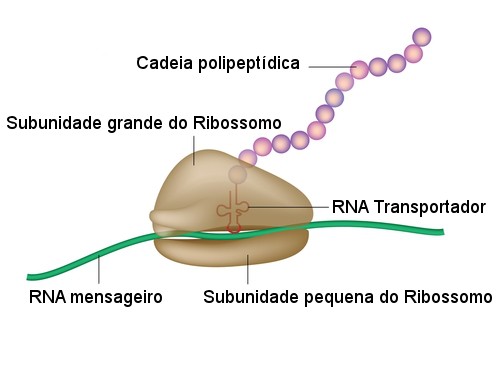 Cadeia polipeptídica
Subunidade grande do Ribossomo
RNA Transportador
RNA mensageiro
Subunidade pequena do Ribossomo